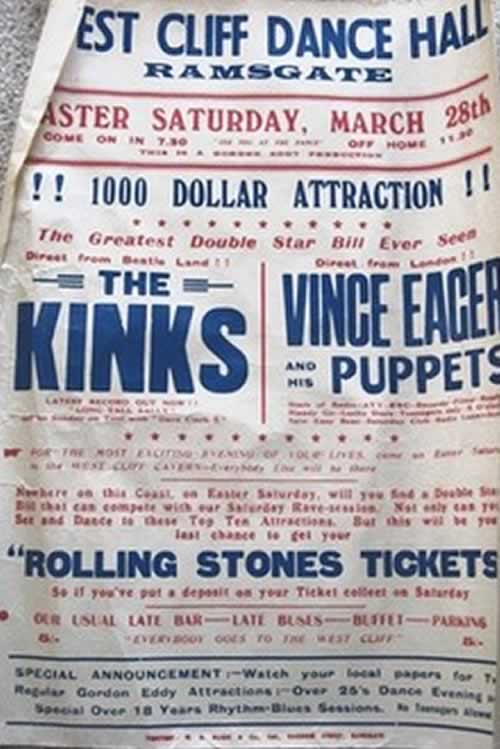 EST CLIFF DANCE HALL
RAMSGATE
ASTER SATURDAY, MARCH 28th
COME ON IN 7.30 "SEE YOU AT THE DANCE" OFF HOME 11.30
THIS IS A GORDON EDDY PRODUCTION
!! 1000 DOLLAR ATTRACTION !!
The Greatest Double Star Bill Ever Seen
Direct from Beatle Land !!
THE
KINKS
LATEST RECORD OUT NOW !!
"LONG TALL SALLY"
Direct from London !!
VINCE EAGER
AND HIS PUPPETS
FOR THE MOST EXCITING EVENING OF YOUR LIVES, come on Easter Satur
to the WEST CLIFF CAVERN—Everybody Else will be there
Nowhere on this Coast, on Easter Saturday, will you find a Double Sta
Bill that can compete with our Saturday Rave-session. Not only can yo
See and Dance to these Top Ten Attractions. But this will be you
last chance to get your
"ROLLING STONES TICKETS
So if you've put a deposit on your Ticket collect on Saturday
OUR USUAL LATE BAR—LATE BUSES—BUFFET—PARKING
"EVERYBODY GOES TO THE WEST CLIFF"
SPECIAL ANNOUNCEMENT :—Watch your local papers for T
Regular Gordon Eddy Attractions :—Over 25's Dance Evening
Special Over 18 Years Rhythm-Blues Sessions. No Teenagers Allowed